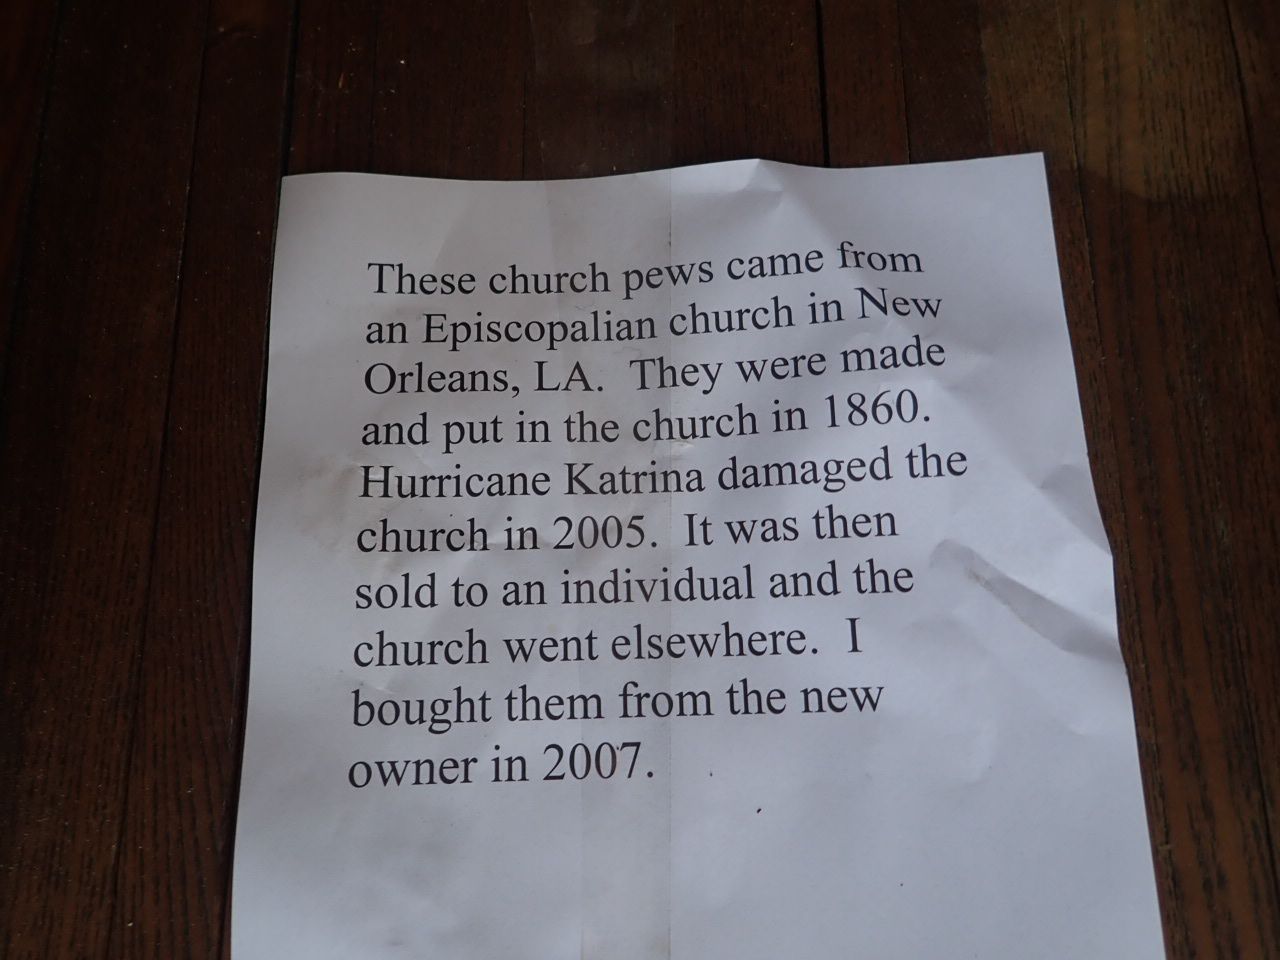 These church pews came from
an Episcopalian church in New
Orleans, LA.  They were made
and put in the church in 1860.
Hurricane Katrina damaged the
church in 2005.  It was then
sold to an individual and the
church went elsewhere.  I
bought them from the new
owner in 2007.